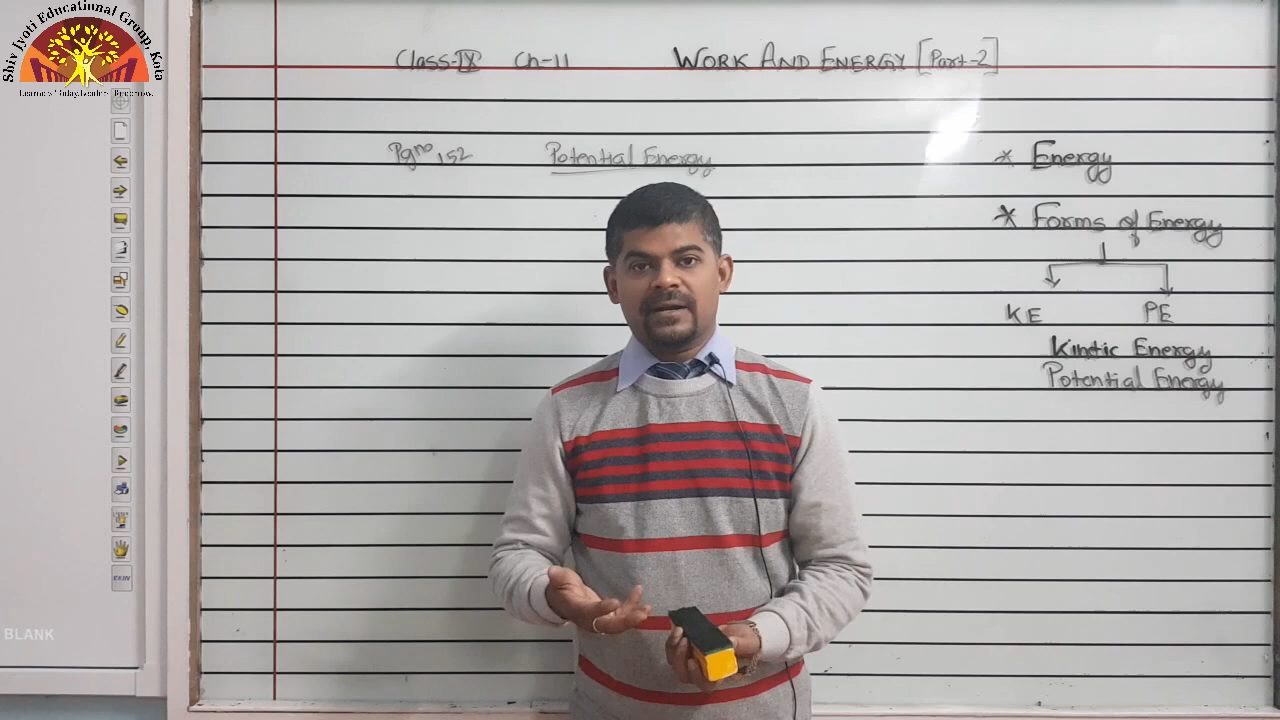 Shiv Jyoti Educational Group, Kota
Class-IX Ch-11 WORK AND ENERGY [Part-2]
Pg no 152 Potential Energy
* Energy
* Forms of Energy
KE PE
Kinetic Energy
Potential Energy
BLANK